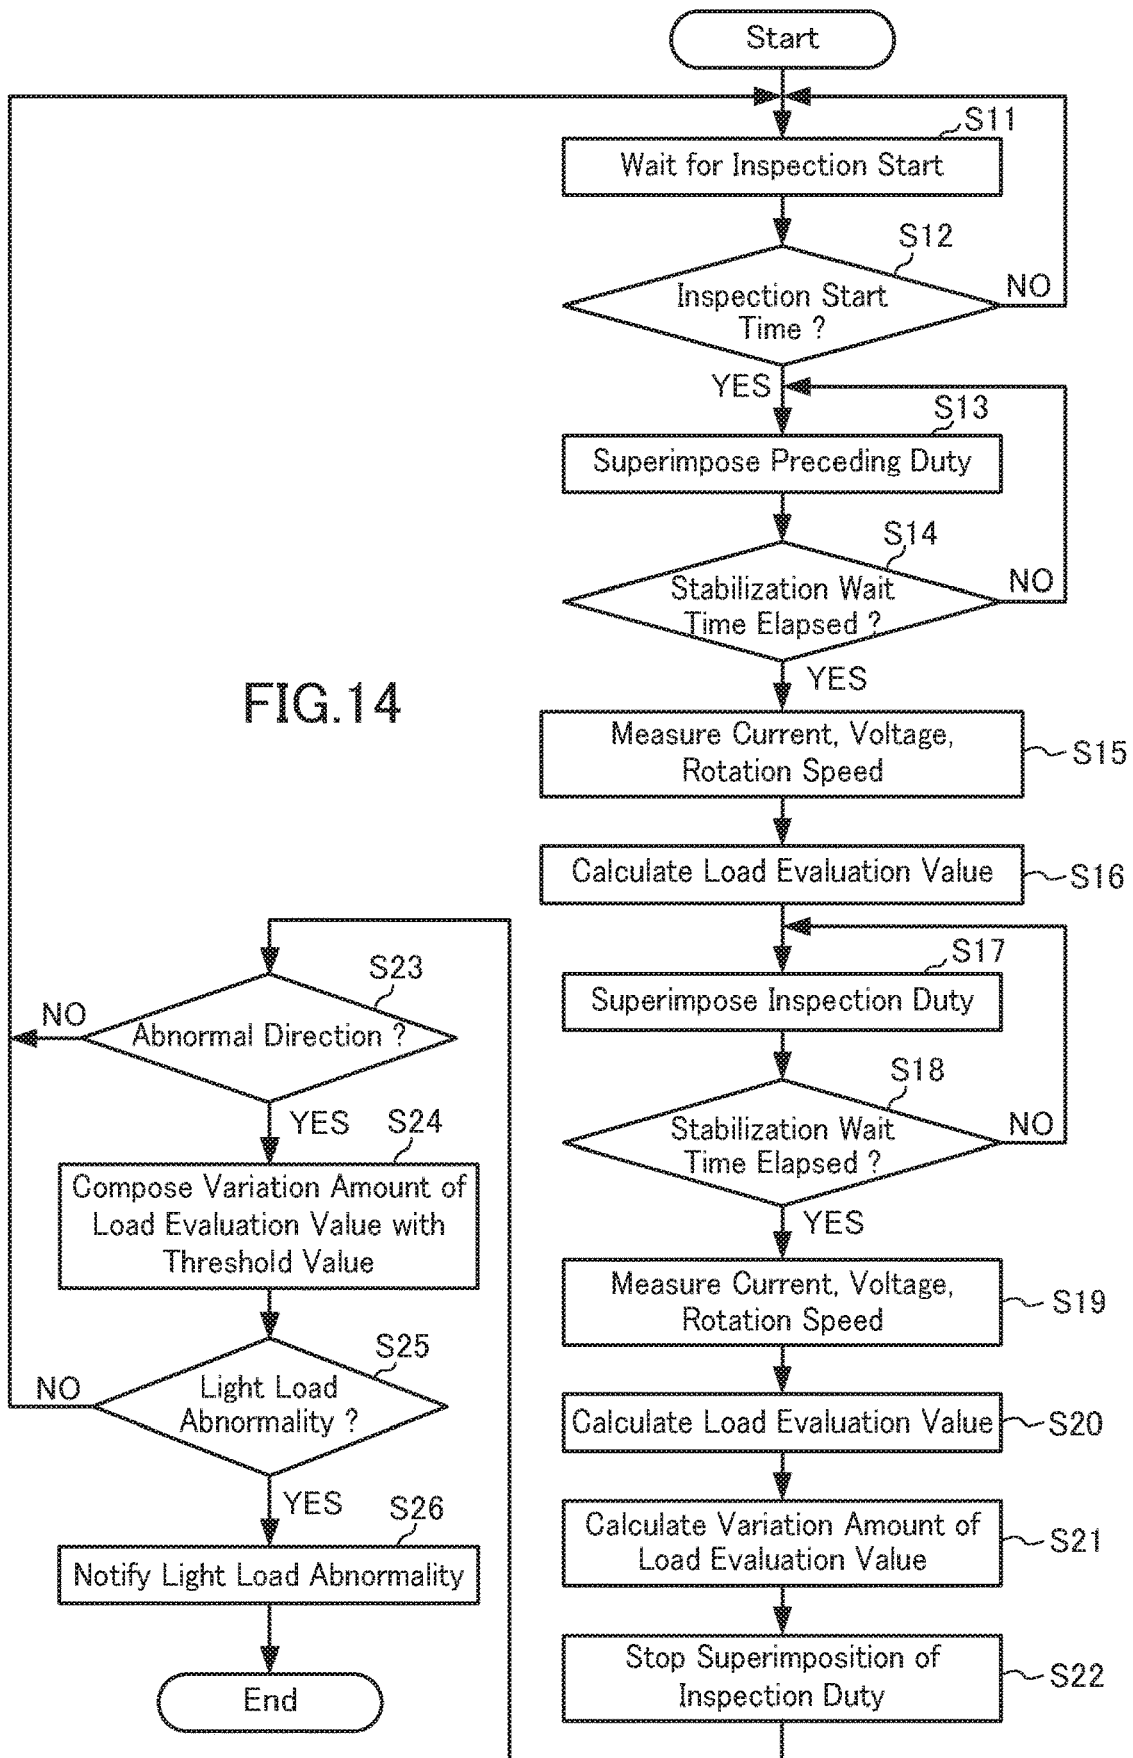 Start
S11
Wait for Inspection Start
S12
Inspection Start
Time ?
NO
YES
S13
Superimpose Preceding Duty
S14
Stabilization Wait
Time Elapsed ?
NO
YES
FIG.14
Measure Current, Voltage,
Rotation Speed
S15
Calculate Load Evaluation Value
S16
S17
Superimpose Inspection Duty
S18
Stabilization Wait
Time Elapsed ?
NO
YES
Measure Current, Voltage,
Rotation Speed
S19
Calculate Load Evaluation Value
S20
Calculate Variation Amount of
Load Evaluation Value
S21
Stop Superimposition of
Inspection Duty
S22
S23
Abnormal Direction ?
NO
YES
S24
Compose Variation Amount of
Load Evaluation Value with
Threshold Value
S25
Light Load
Abnormality ?
NO
YES
S26
Notify Light Load Abnormality
End